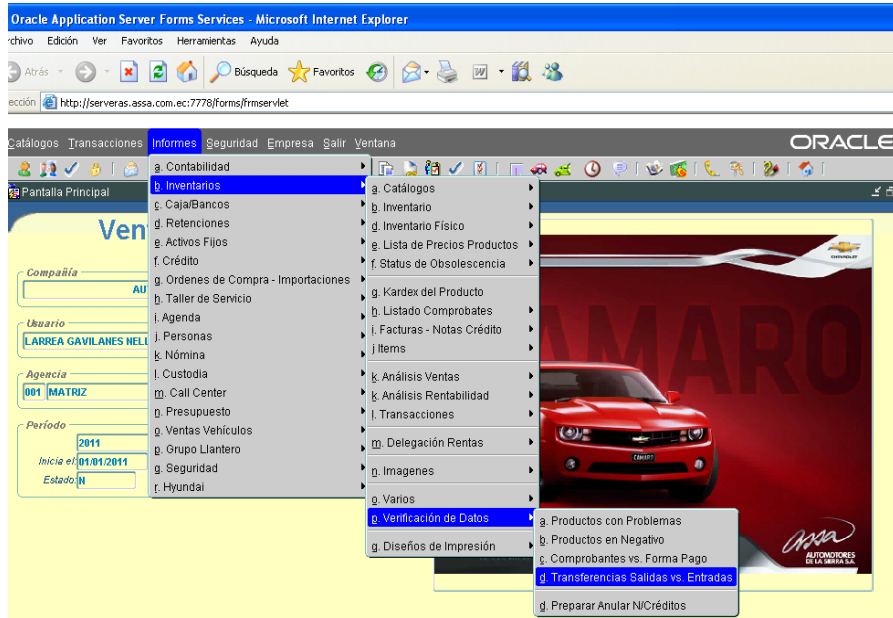 Oracle Application Server Forms Services - Microsoft Internet Explorer
rchivo Edición Ver Favoritos Herramientas Ayuda
Atrás Búsqueda Favoritos
ección http://serveras.assa.com.ec:7778/forms/frmservlet
Catálogos Transacciones Informes Seguridad Empresa Salir Ventana ORACLE
Pantalla Principal
Ven
Compañía
AU
Usuario
LARREA GAVILANES NELL
Agencia
001 MATRIZ
Período
2011
Inicia el: 01/01/2011
Estado: N
a. Contabilidad
b. Inventarios
c. Caja/Bancos
d. Retenciones
e. Activos Fijos
f. Crédito
g. Ordenes de Compra - Importaciones
h. Taller de Servicio
i. Agenda
j. Personas
k. Nómina
l. Custodia
m. Call Center
n. Presupuesto
o. Ventas Vehículos
p. Grupo Llantero
q. Seguridad
r. Hyundai
a. Catálogos
b. Inventario
d. Inventario Físico
e. Lista de Precios Productos
f. Status de Obsolescencia
g. Kardex del Producto
h. Listado Comprobates
i. Facturas - Notas Crédito
j Items
k. Análisis Ventas
k. Análisis Rentabilidad
l. Transacciones
m. Delegación Rentas
n. Imagenes
o. Varios
p. Verificación de Datos
q. Diseños de Impresión
a. Productos con Problemas
b. Productos en Negativo
c. Comprobantes vs. Forma Pago
d. Transferencias Salidas vs. Entradas
d. Preparar Anular N/Créditos
CHEVROLET
AMARO
CAMARO
assa
AUTOMOTORES
DE LA SIERRA S.A.